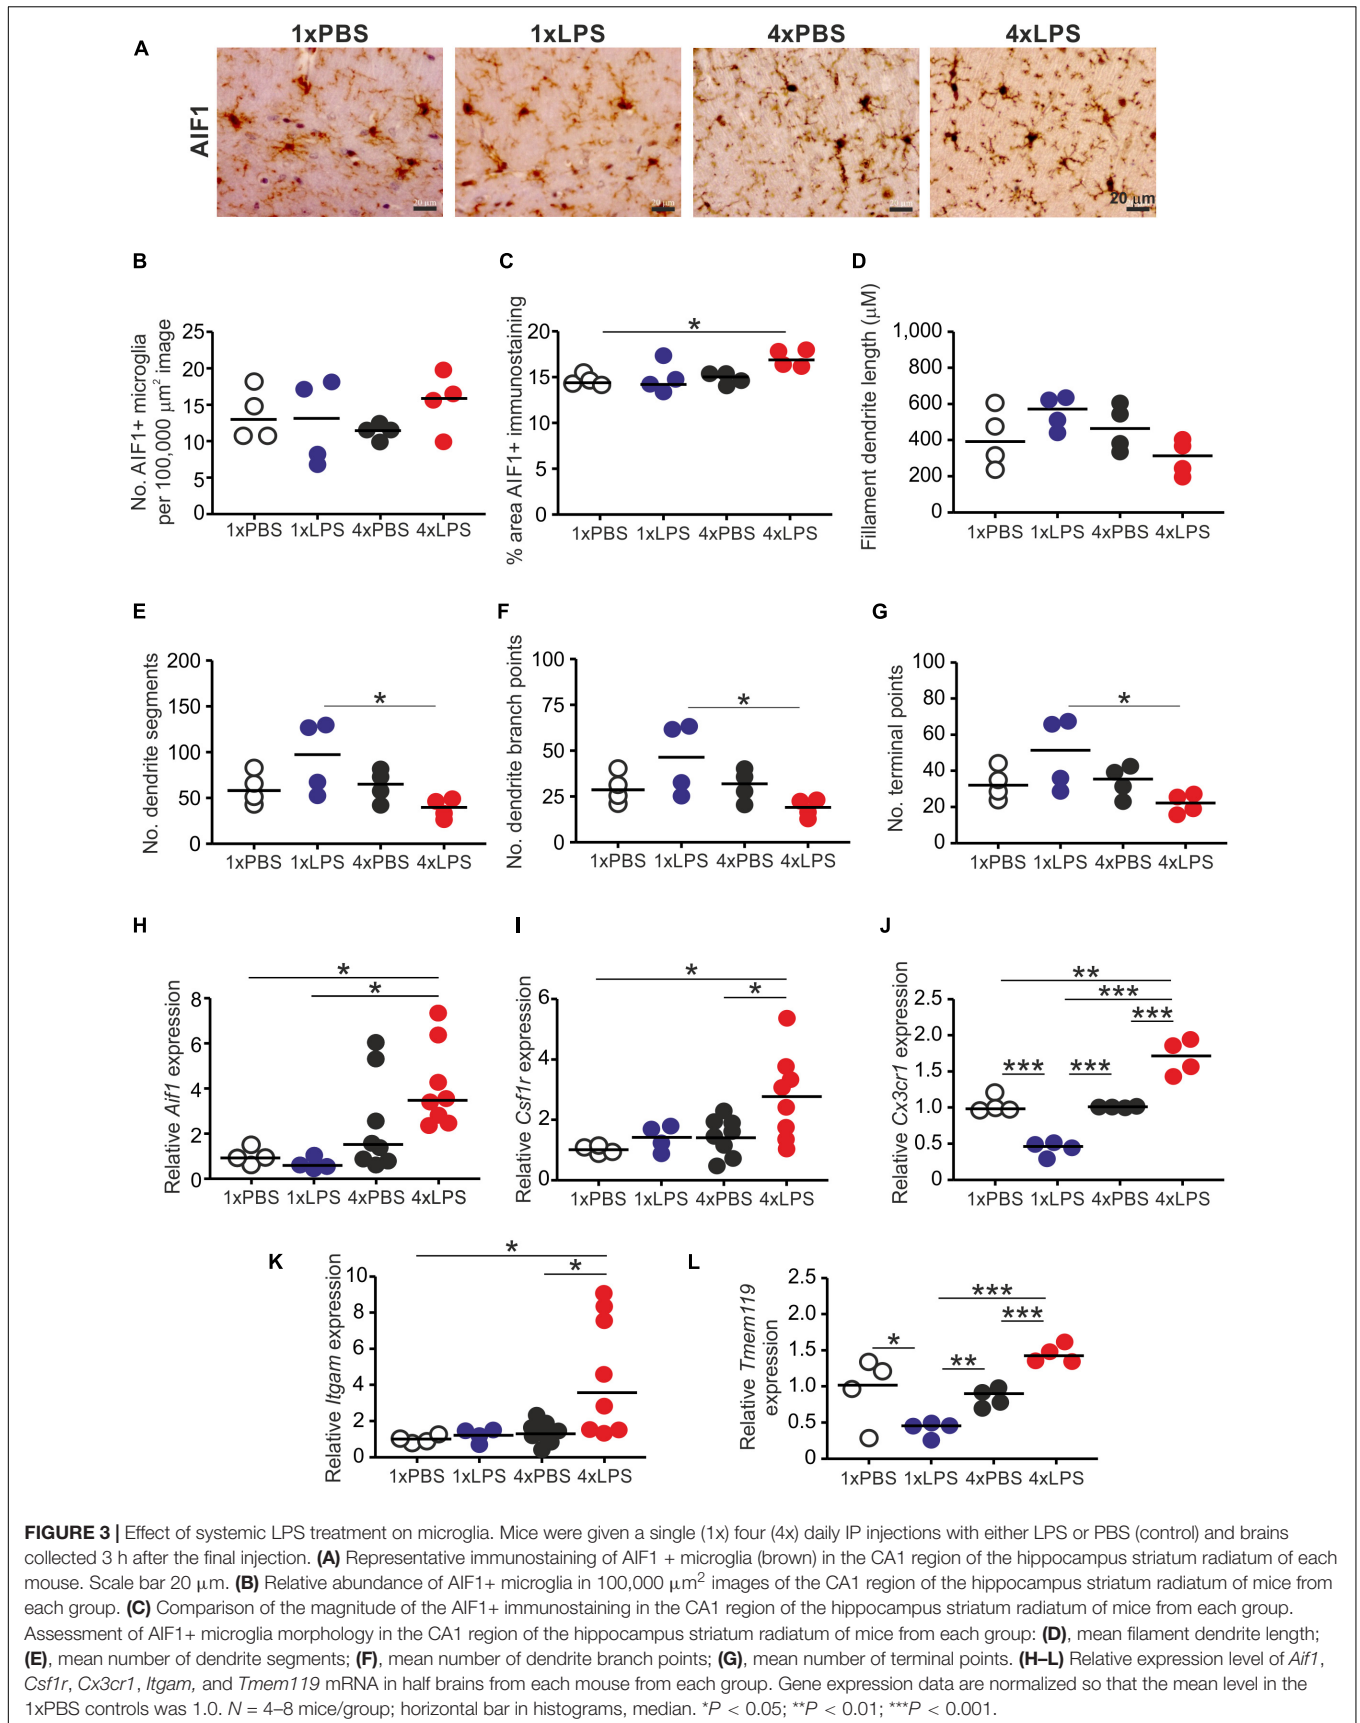 1xPBS 1xLPS 4xPBS 4xLPS
A
AIF1
20 μm 20 μm 20 μm 20 μm
B
No. AIF1+ microglia
per 100,000 μm² image
25
20
15
10
5
0
1xPBS 1xLPS 4xPBS 4xLPS
C
% area AIF1+ immunostaining
20
15
10
5
0
*
1xPBS 1xLPS 4xPBS 4xLPS
D
Fillament dendrite length (μM)
1,000
800
600
400
200
0
1xPBS 1xLPS 4xPBS 4xLPS
E
No. dendrite segments
200
150
100
50
0
*
1xPBS 1xLPS 4xPBS 4xLPS
F
No. dendrite branch points
100
75
50
25
0
*
1xPBS 1xLPS 4xPBS 4xLPS
G
No. terminal points
100
80
60
40
20
0
*
1xPBS 1xLPS 4xPBS 4xLPS
H
Relative Aif1 expression
8
6
4
2
0
*
*
1xPBS 1xLPS 4xPBS 4xLPS
I
Relative Csf1r expression
6
4
2
0
*
*
1xPBS 1xLPS 4xPBS 4xLPS
J
Relative Cx3cr1 expression
2.5
2.0
1.5
1.0
0.5
0
**
***
***
*** ***
1xPBS 1xLPS 4xPBS 4xLPS
K
Relative Itgam expression
10
8
6
4
2
0
*
*
1xPBS 1xLPS 4xPBS 4xLPS
L
Relative Tmem119
expression
2.5
2.0
1.5
1.0
0.5
0
***
***
*
**
1xPBS 1xLPS 4xPBS 4xLPS
FIGURE 3 | Effect of systemic LPS treatment on microglia. Mice were given a single (1x) four (4x) daily IP injections with either LPS or PBS (control) and brains
collected 3 h after the final injection. (A) Representative immunostaining of AIF1 + microglia (brown) in the CA1 region of the hippocampus striatum radiatum of each
mouse. Scale bar 20 μm. (B) Relative abundance of AIF1+ microglia in 100,000 μm² images of the CA1 region of the hippocampus striatum radiatum of mice from
each group. (C) Comparison of the magnitude of the AIF1+ immunostaining in the CA1 region of the hippocampus striatum radiatum of mice from each group.
Assessment of AIF1+ microglia morphology in the CA1 region of the hippocampus striatum radiatum of mice from each group: (D), mean filament dendrite length;
(E), mean number of dendrite segments; (F), mean number of dendrite branch points; (G), mean number of terminal points. (H–L) Relative expression level of Aif1,
Csf1r, Cx3cr1, Itgam, and Tmem119 mRNA in half brains from each mouse from each group. Gene expression data are normalized so that the mean level in the
1xPBS controls was 1.0. N = 4–8 mice/group; horizontal bar in histograms, median. *P < 0.05; **P < 0.01; ***P < 0.001.